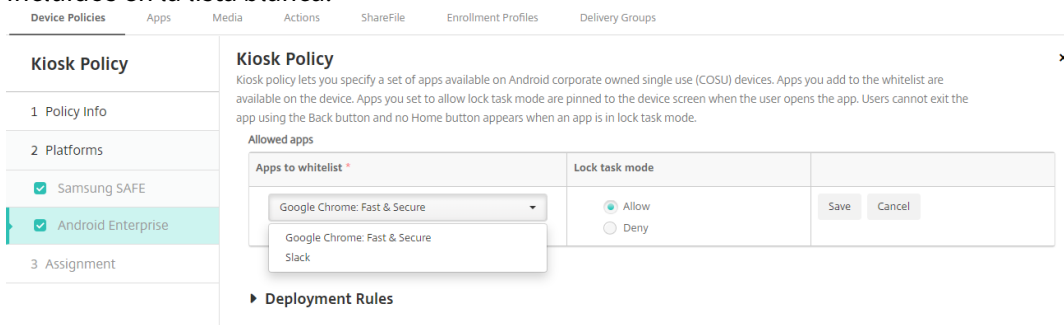 incluidos en la lista blanca.
Device Policies Apps Media Actions ShareFile Enrollment Profiles Delivery Groups
Kiosk Policy
1 Policy Info
2 Platforms
Samsung SAFE
Android Enterprise
3 Assignment
Kiosk Policy
Kiosk policy lets you specify a set of apps available on Android corporate owned single use (COSU) devices. Apps you add to the whitelist are
available on the device. Apps you set to allow lock task mode are pinned to the device screen when the user opens the app. Users cannot exit the
app using the Back button and no Home button appears when an app is in lock task mode.
Allowed apps
Apps to whitelist * Lock task mode
Google Chrome: Fast & Secure Allow Save Cancel
Deny
Google Chrome: Fast & Secure
Slack
Deployment Rules